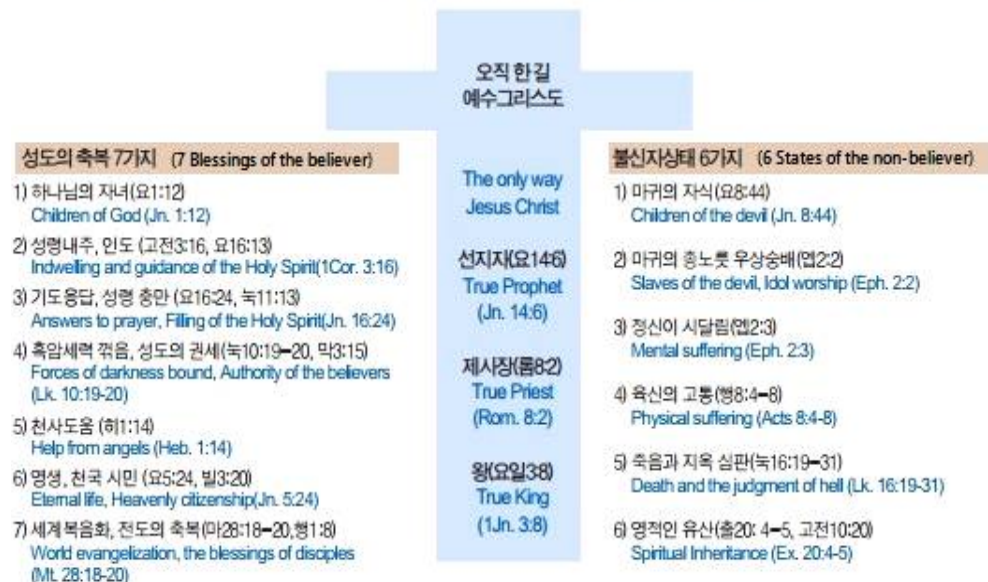 오직 한길
예수그리스도
The only way
Jesus Christ
선지자(요14:6)
True Prophet
(Jn. 14:6)
제사장(롬8:2)
True Priest
(Rom. 8:2)
왕(요일3:8)
True King
(1Jn. 3:8)
성도의 축복 7가지 (7 Blessings of the believer)
1) 하나님의 자녀(요1:12)
Children of God (Jn. 1:12)
2) 성령내주, 인도 (고전3:16, 요16:13)
Indwelling and guidance of the Holy Spirit(1Cor. 3:16)
3) 기도응답, 성령 충만 (요16:24, 눅11:13)
Answers to prayer, Filling of the Holy Spirit(Jn. 16:24)
4) 흑암세력 꺾음, 성도의 권세(눅10:19-20, 막3:15)
Forces of darkness bound, Authority of the believers
(Lk. 10:19-20)
5) 천사도움 (히1:14)
Help from angels (Heb. 1:14)
6) 영생, 천국 시민 (요5:24, 빌3:20)
Eternal life, Heavenly citizenship(Jn. 5:24)
7) 세계복음화, 전도의 축복(마28:18-20,행1:8)
World evangelization, the blessings of disciples
(Mt. 28:18-20)
불신자상태 6가지 (6 States of the non-believer)
1) 마귀의 자식(요8:44)
Children of the devil (Jn. 8:44)
2) 마귀의 종노릇 우상숭배(엡2:2)
Slaves of the devil, Idol worship (Eph. 2:2)
3) 정신이 시달림(엡2:3)
Mental suffering (Eph. 2:3)
4) 육신의 고통(행8:4-8)
Physical suffering (Acts 8:4-8)
5) 죽음과 지옥 심판(눅16:19-31)
Death and the judgment of hell (Lk. 16:19-31)
6) 영적인 유산(출20: 4-5, 고전10:20)
Spiritual Inheritance (Ex. 20:4-5)